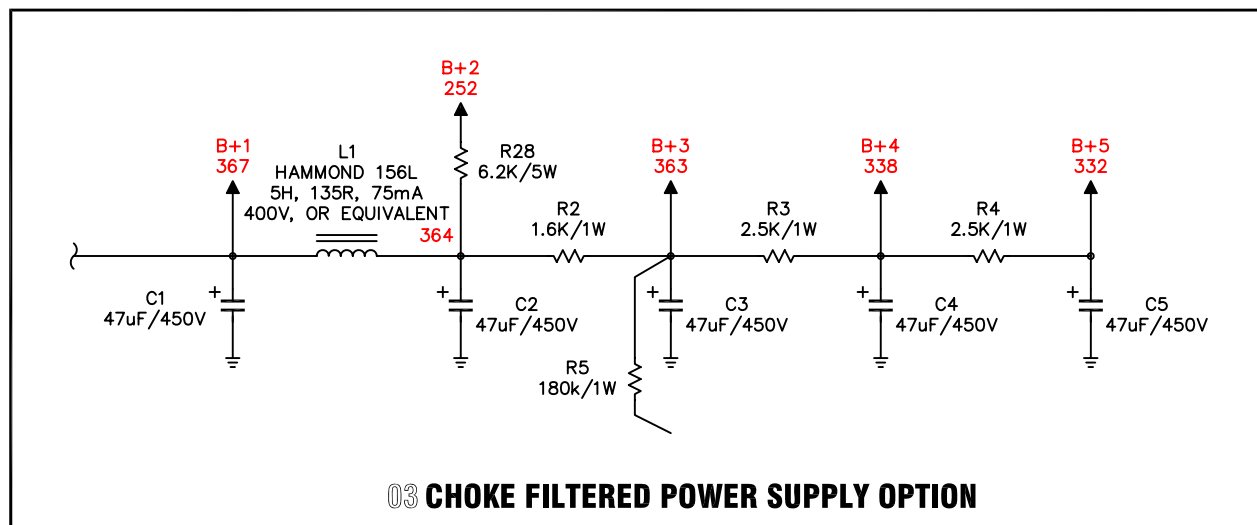 B+2
252
B+1
367
L1
HAMMOND 156L
5H, 135R, 75mA
400V, OR EQUIVALENT
364
R28
6.2K/5W
B+3
363
B+4
338
B+5
332
R2
1.6K/1W
R3
2.5K/1W
R4
2.5K/1W
+
C1
47uF/450V
+
C2
47uF/450V
+
C3
47uF/450V
+
C4
47uF/450V
+
C5
47uF/450V
R5
180k/1W
03 CHOKE FILTERED POWER SUPPLY OPTION